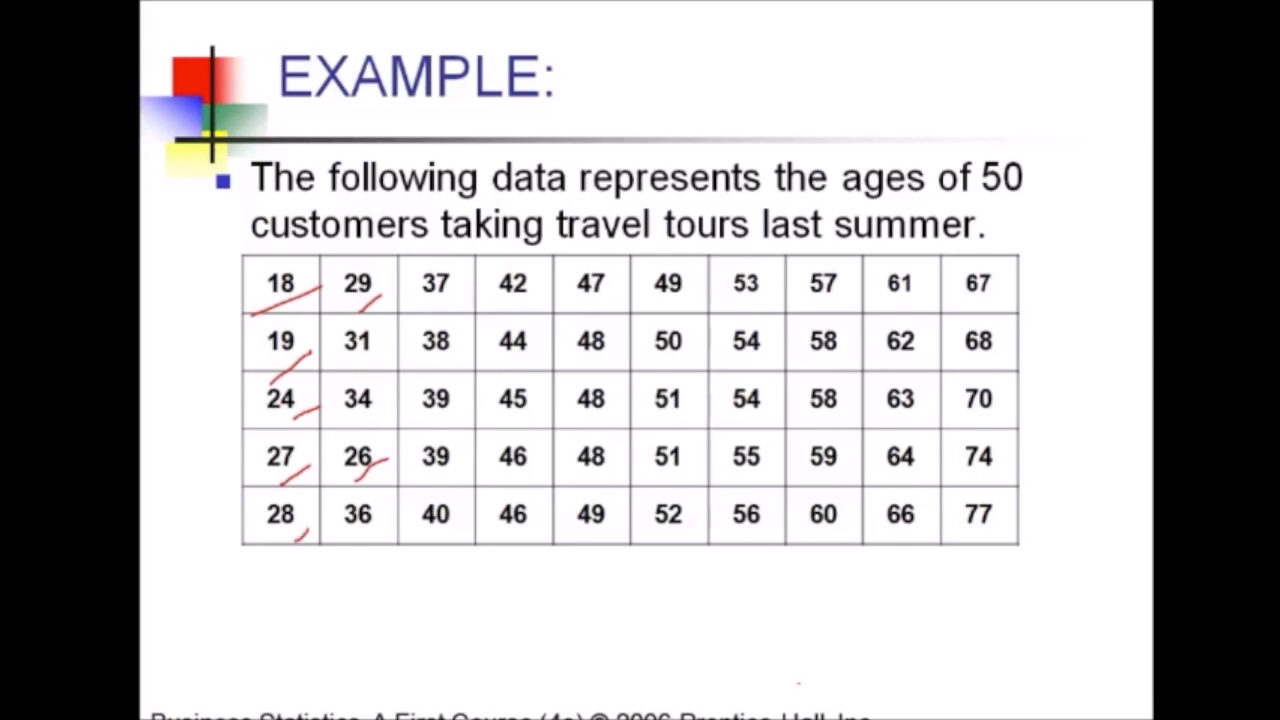 EXAMPLE:
The following data represents the ages of 50
customers taking travel tours last summer.
18 29 37 42 47 49 53 57 61 67
19 31 38 44 48 50 54 58 62 68
24 34 39 45 48 51 54 58 63 70
27 26 39 46 48 51 55 59 64 74
28 36 40 46 49 52 56 60 66 77
Business Statistics, A First Course (4e) © 2006 Prentice-Hall, Inc.